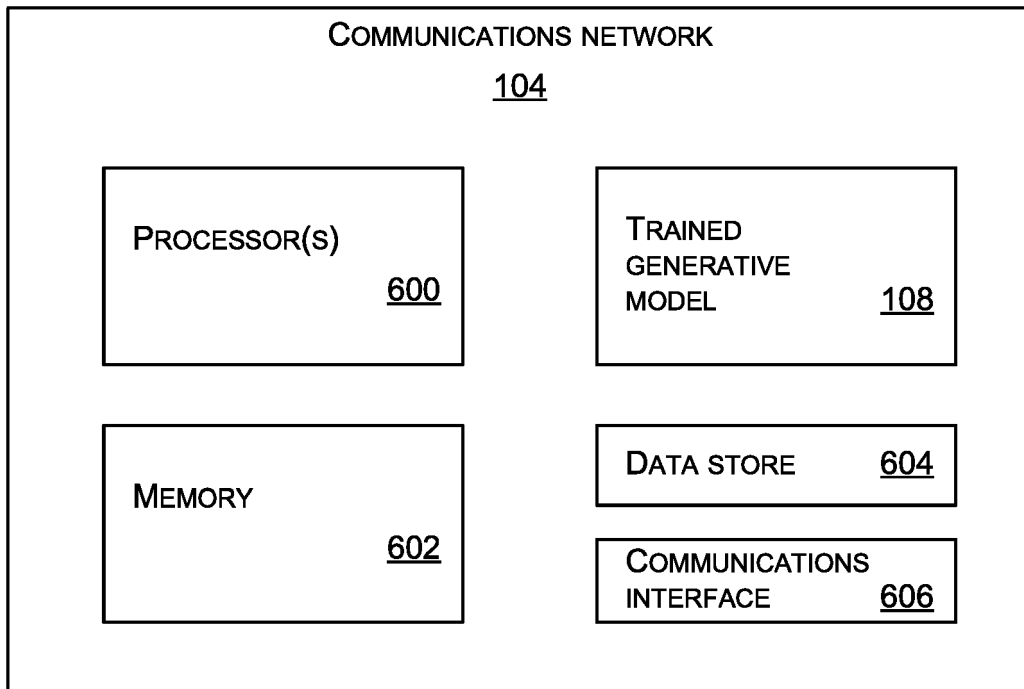 COMMUNICATIONS NETWORK
104
PROCESSOR(S)
600
TRAINED
GENERATIVE
MODEL 108
MEMORY
602
DATA STORE 604
COMMUNICATIONS
INTERFACE 606